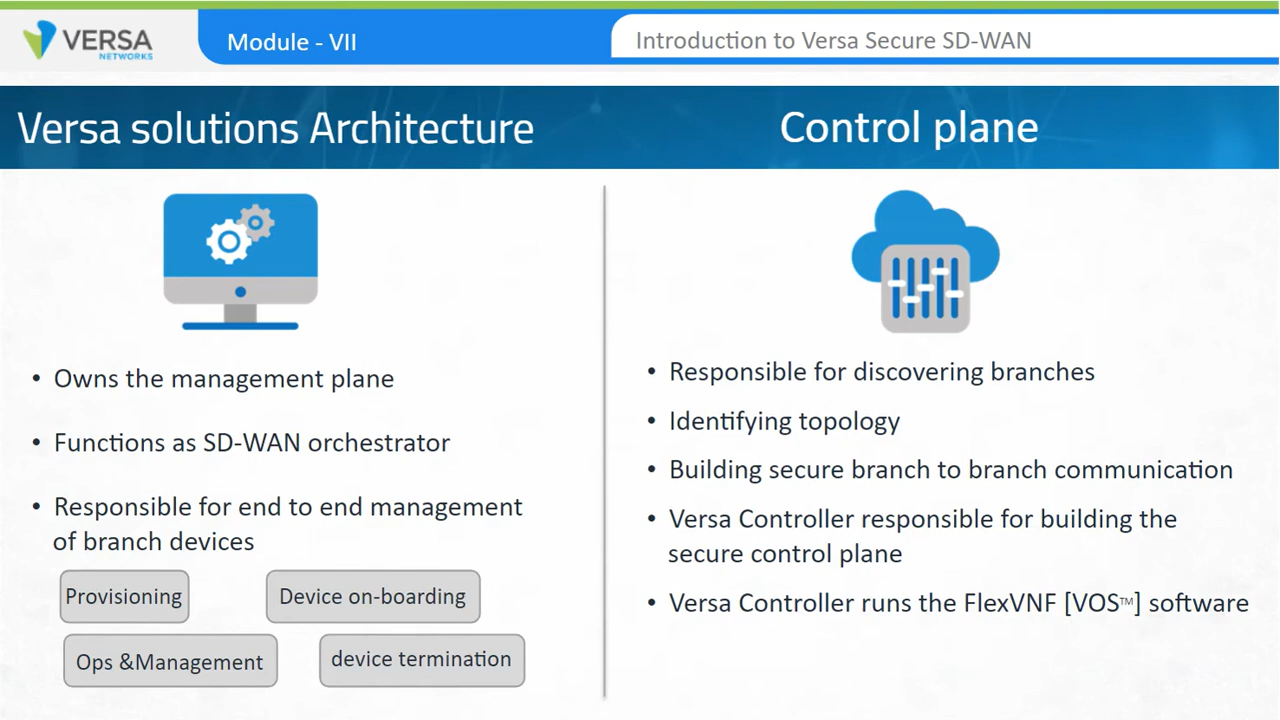 VERSA
NETWORKS
Module - VII
Introduction to Versa Secure SD-WAN
Versa solutions Architecture
Control plane
• Owns the management plane
• Functions as SD-WAN orchestrator
• Responsible for end to end management
of branch devices
Provisioning
Device on-boarding
Ops &Management
device termination
• Responsible for discovering branches
• Identifying topology
• Building secure branch to branch communication
• Versa Controller responsible for building the
secure control plane
• Versa Controller runs the FlexVNF [VOS™] software